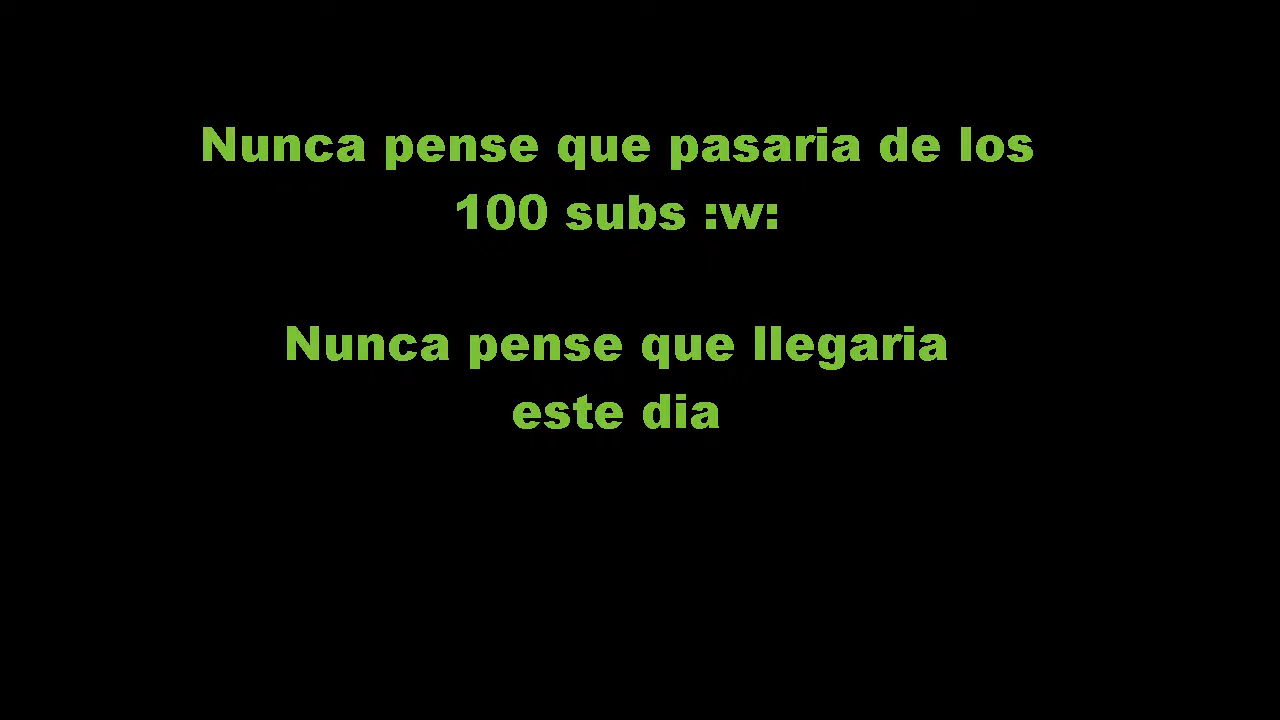 Nunca pense que pasaria de los
100 subs :w:
Nunca pense que llegaria
este dia